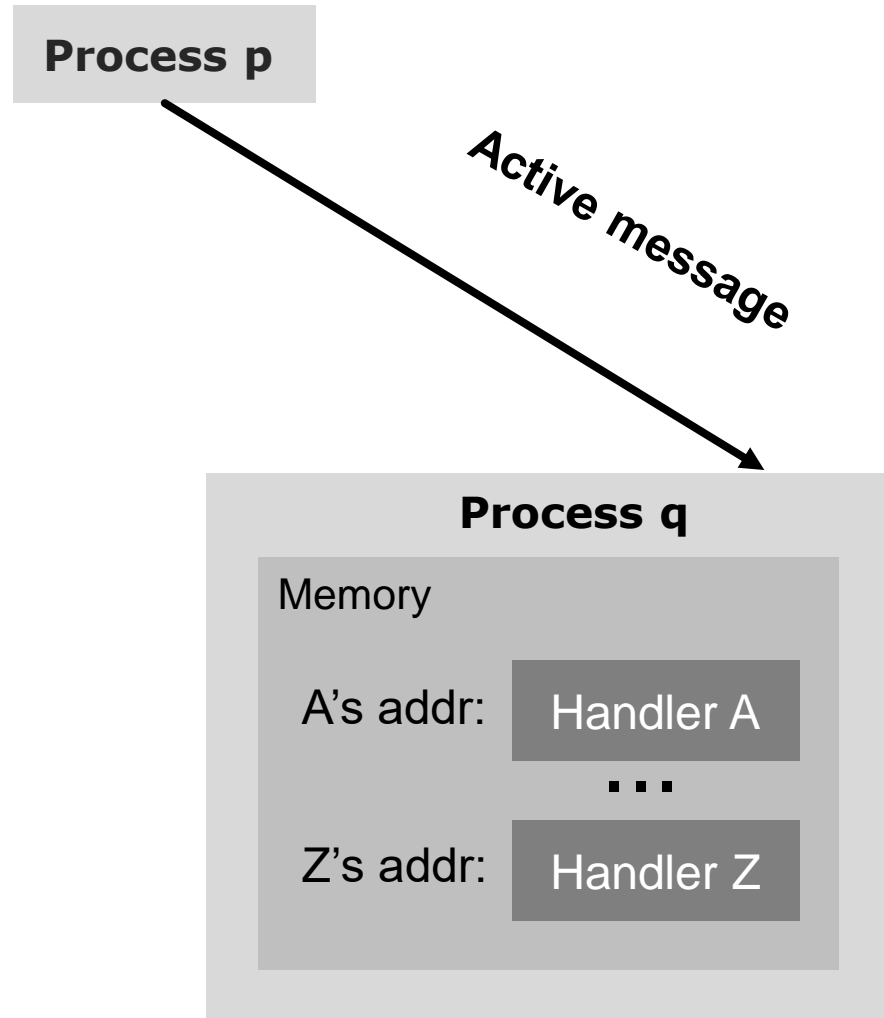 Process p
Active message
Process q
Memory
A’s addr: Handler A
...
Z’s addr: Handler Z